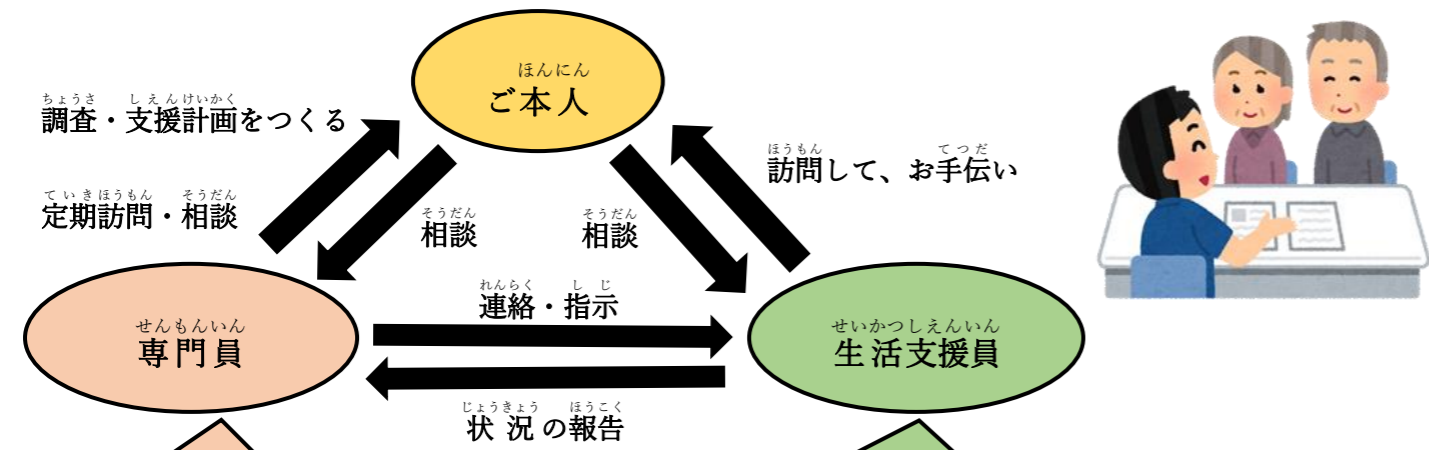 ほんにん
ご本人
ちょうさ しえんけいかく
調査・支援計画をつくる
ていきほうもん そうだん
定期訪問・相談
そうだん
相談
そうだん
相談
ほうもん てつだ
訪問して、お手伝い
れんらく しじ
連絡・指示
せんもんいん
専門員
せいかつしえんいん
生活支援員
じょうきょう ほうこく
状況の報告